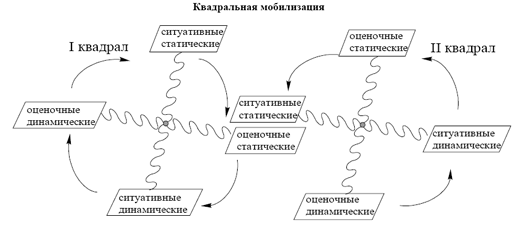 Квадральная мобилизация
I квадрал
ситуативные
статические
оценочные
статические
II квадрал
оценочные
динамические
ситуативные
статические
оценочные
статические
ситуативные
динамические
ситуативные
динамические
оценочные
динамические